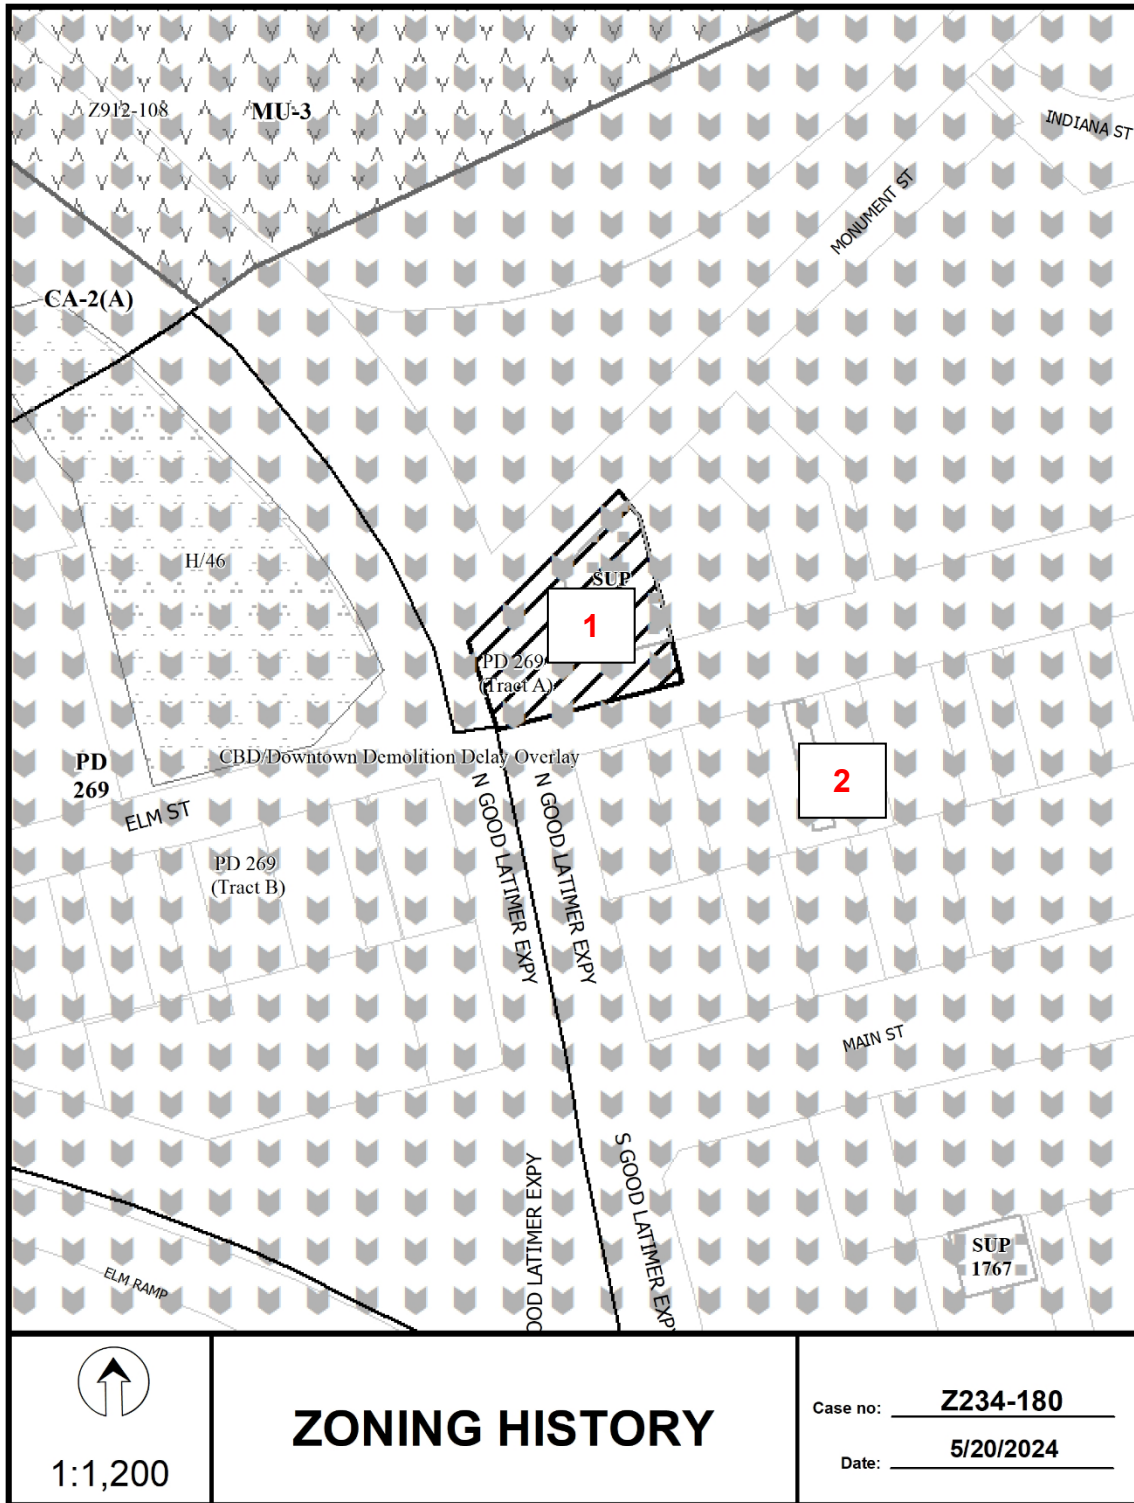 Z912-108
MU-3
INDIANA ST
MONUMENT ST
CA-2(A)
H/46
SUP
1
PD 269
(Tract A)
CBD/Downtown Demolition Delay Overlay
PD
269
2
ELM ST
N GOOD LATIMER EXPY
N GOOD LATIMER EXPY
PD 269
(Tract B)
MAIN ST
OOD LATIMER EXPY
S GOOD LATIMER EXPY
SUP
1767
ELM RAMP
1:1,200
ZONING HISTORY
Case no: Z234-180
Date: 5/20/2024